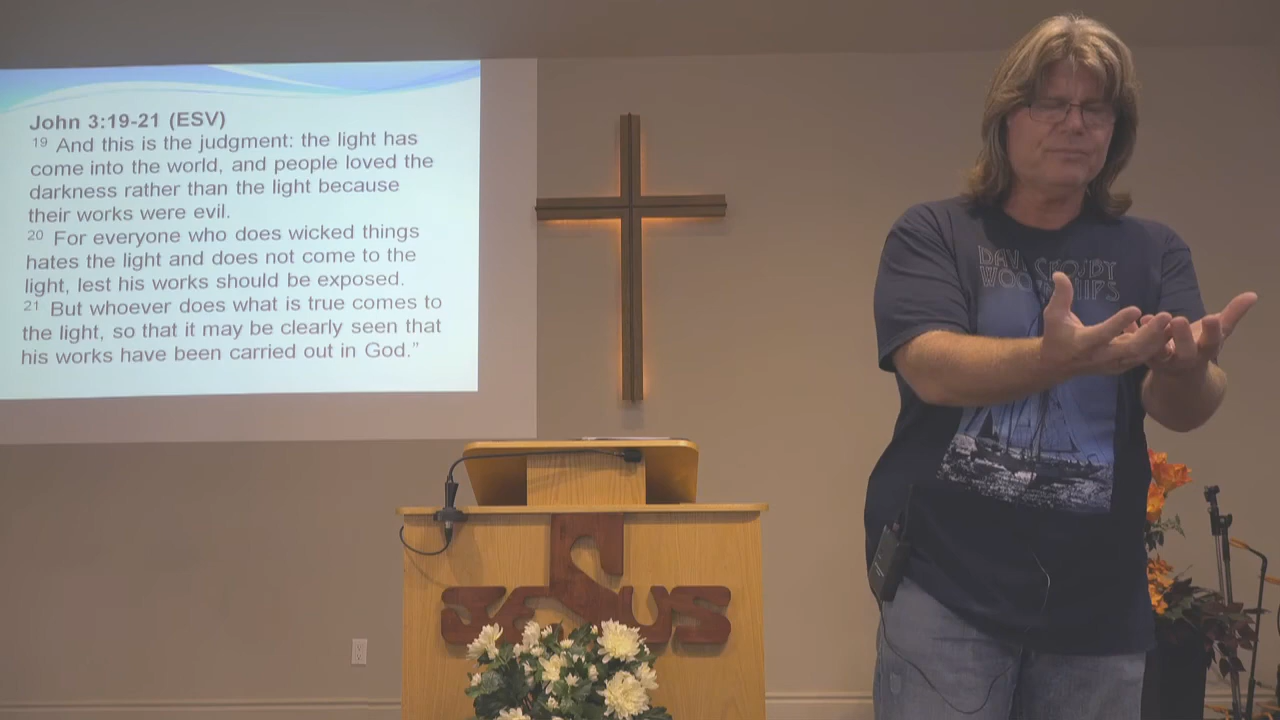 John 3:19-21 (ESV)
19 And this is the judgment: the light has
come into the world, and people loved the
darkness rather than the light because
their works were evil.
20 For everyone who does wicked things
hates the light and does not come to the
light, lest his works should be exposed.
21 But whoever does what is true comes to
the light, so that it may be clearly seen that
his works have been carried out in God.”
JESUS